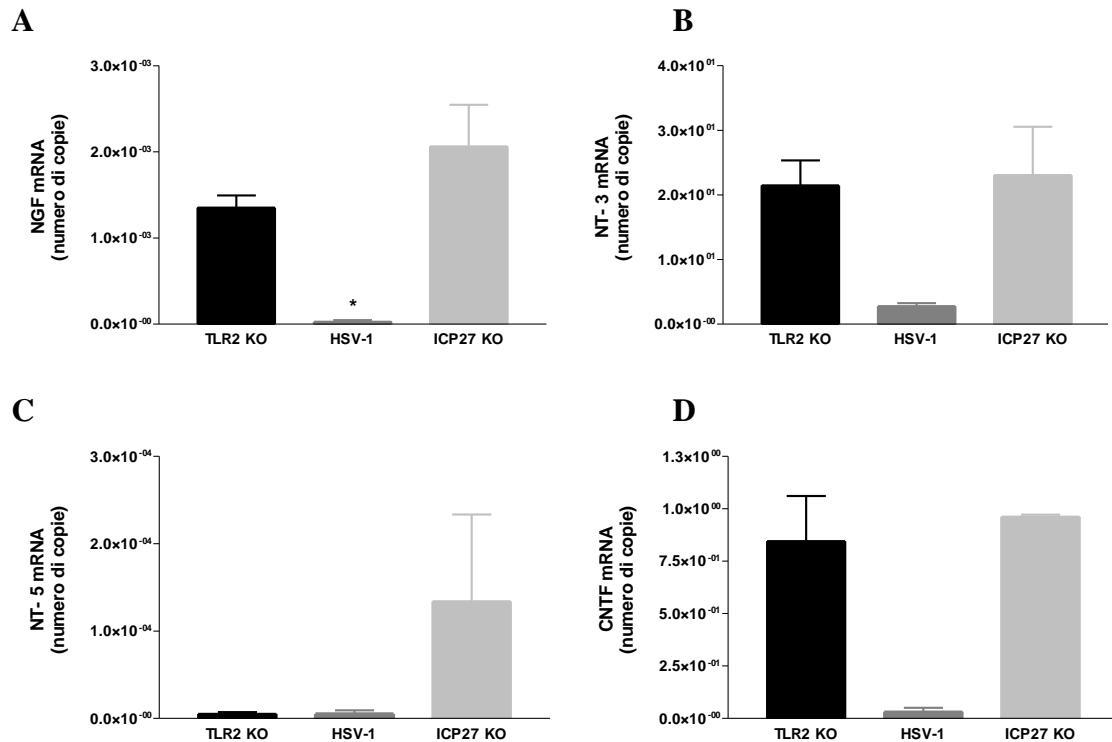 A
NGF mRNA
(numero di copie)
3.0×10⁻⁰³
2.0×10⁻⁰³
1.0×10⁻⁰³
0.0×10⁻⁰⁰
*
TLR2 KO HSV-1 ICP27 KO
B
NT- 3 mRNA
(numero di copie)
4.0×10⁰¹
3.0×10⁰¹
2.0×10⁰¹
1.0×10⁰¹
0.0×10⁻⁰⁰
TLR2 KO HSV-1 ICP27 KO
C
NT- 5 mRNA
(numero di copie)
3.0×10⁻⁰⁴
2.0×10⁻⁰⁴
1.0×10⁻⁰⁴
0.0×10⁻⁰⁰
TLR2 KO HSV-1 ICP27 KO
D
CNTF mRNA
(numero di copie)
1.3×10⁰⁰
1.0×10⁰⁰
7.5×10⁻⁰¹
5.0×10⁻⁰¹
2.5×10⁻⁰¹
0.0×10⁻⁰⁰
TLR2 KO HSV-1 ICP27 KO